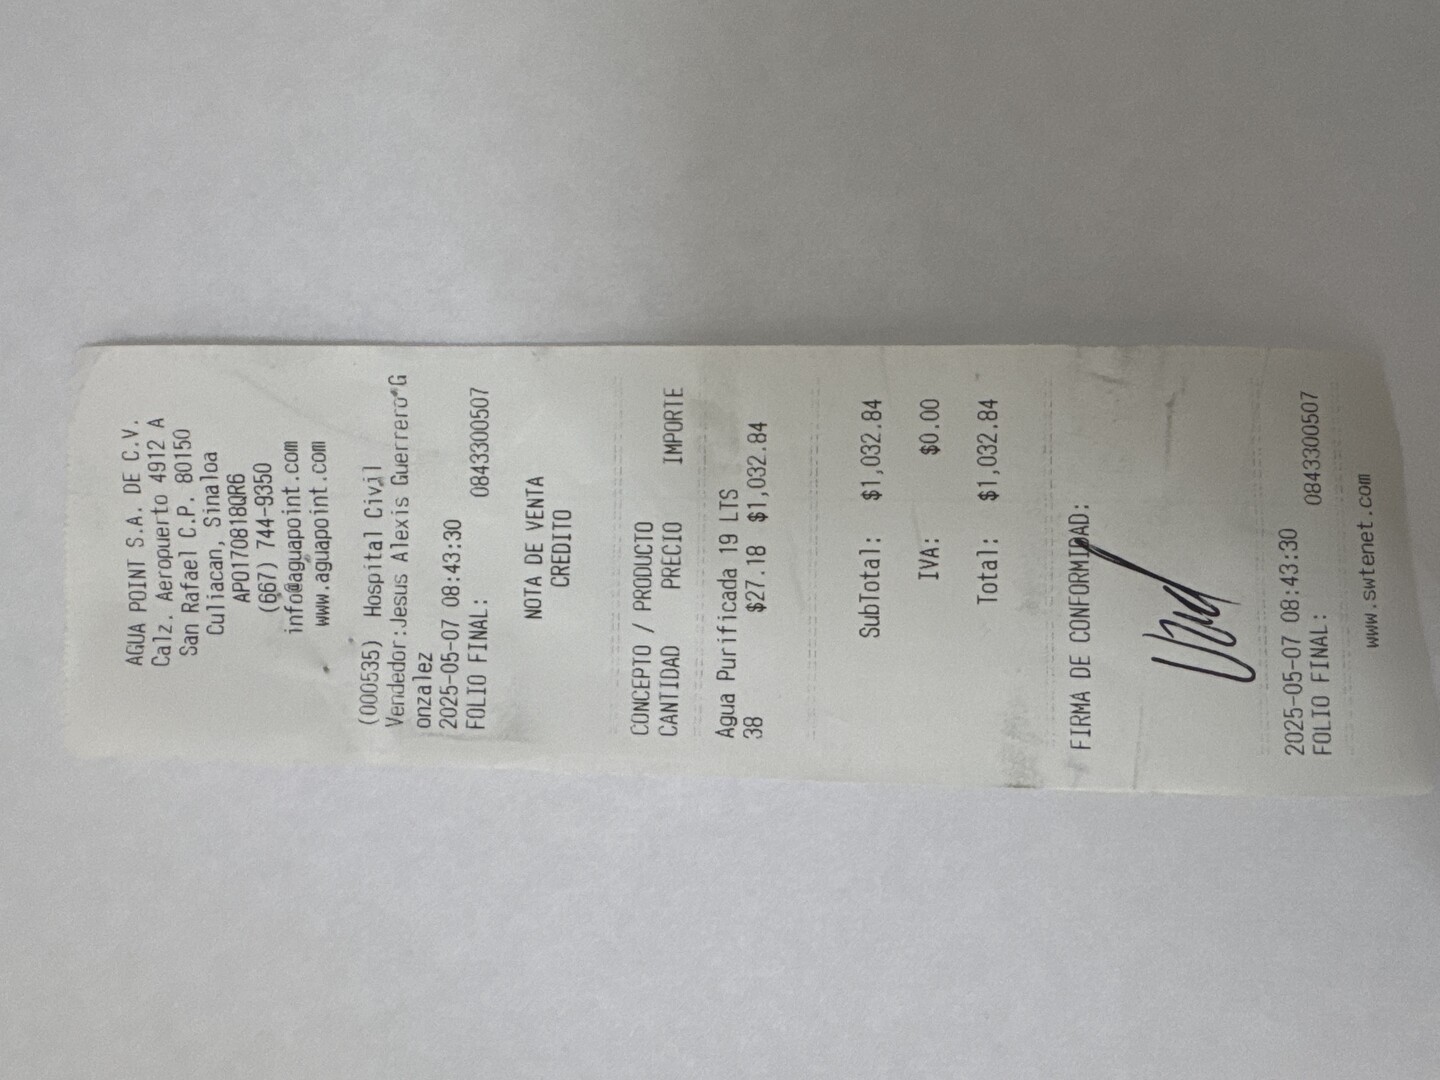 AGUA POINT S.A. DE C.V.
Calz. Aeropuerto 4912 A
San Rafael C.P. 80150
Culiacan, Sinaloa
APO170818QR6
(667) 744-9350
info@aguapoint.com
www.aguapoint.com
(000535) Hospital Civil
Vendedor:Jesus Alexis Guerrero*G
onzalez
2025-05-07 08:43:30
FOLIO FINAL: 0843300507
NOTA DE VENTA
CREDITO
CONCEPTO / PRODUCTO
CANTIDAD PRECIO IMPORTE
Agua Purificada 19 LTS
38 $27.18 $1,032.84
SubTotal: $1,032.84
IVA: $0.00
Total: $1,032.84
FIRMA DE CONFORMIDAD:
2025-05-07 08:43:30
FOLIO FINAL: 0843300507
www.swtenet.com